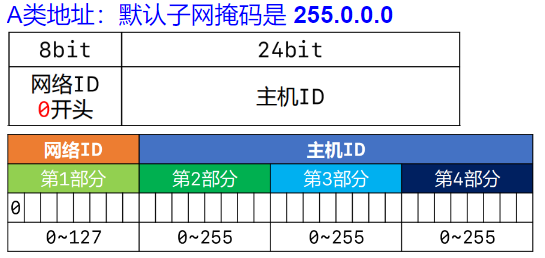 A类地址：默认子网掩码是 255.0.0.0
8bit 24bit
网络ID
0开头
主机ID
网络ID 主机ID
第1部分 第2部分 第3部分 第4部分
0
0~127 0~255 0~255 0~255